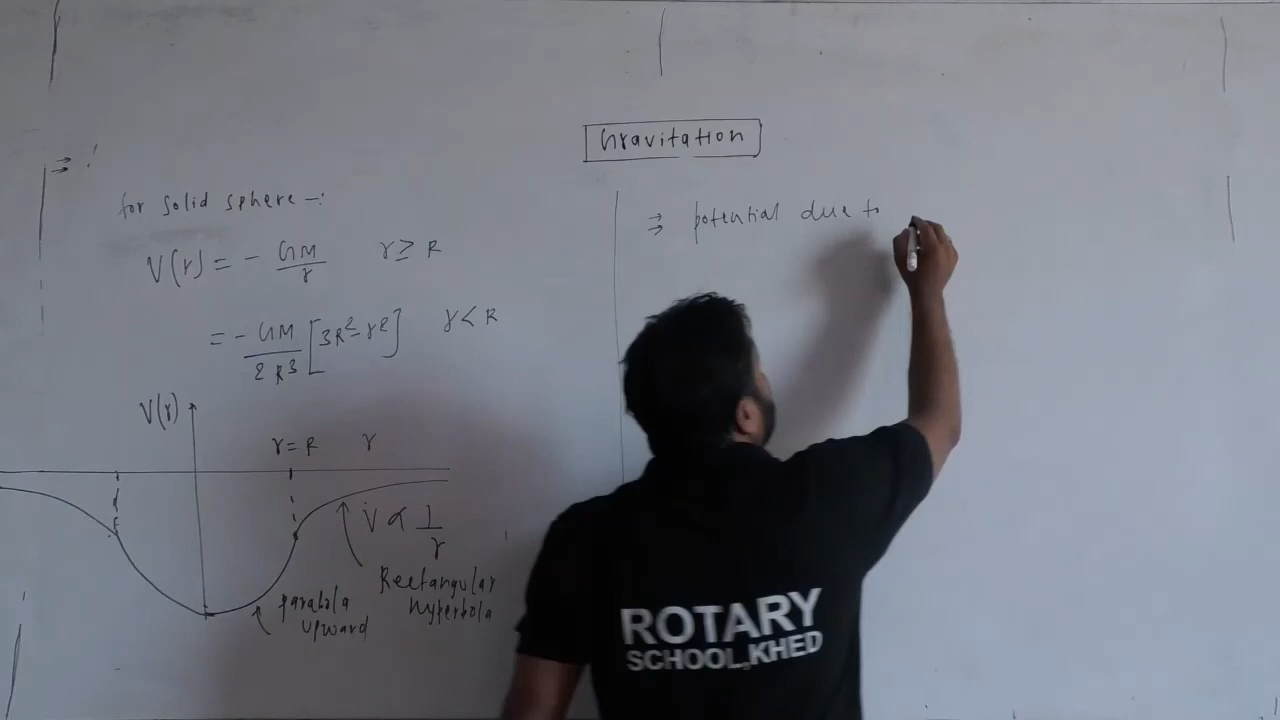 Gravitation
⇒ !
for solid sphere -:
V(r) = - GM/r    r ≥ R
= - GM/2R³ [3R² - r²]    r < R
V(r)
r = R    r
V ∝ 1/r
Rectangular
Hyperbola
parabola
upward
⇒ potential due to
ROTARY
SCHOOL,KHED